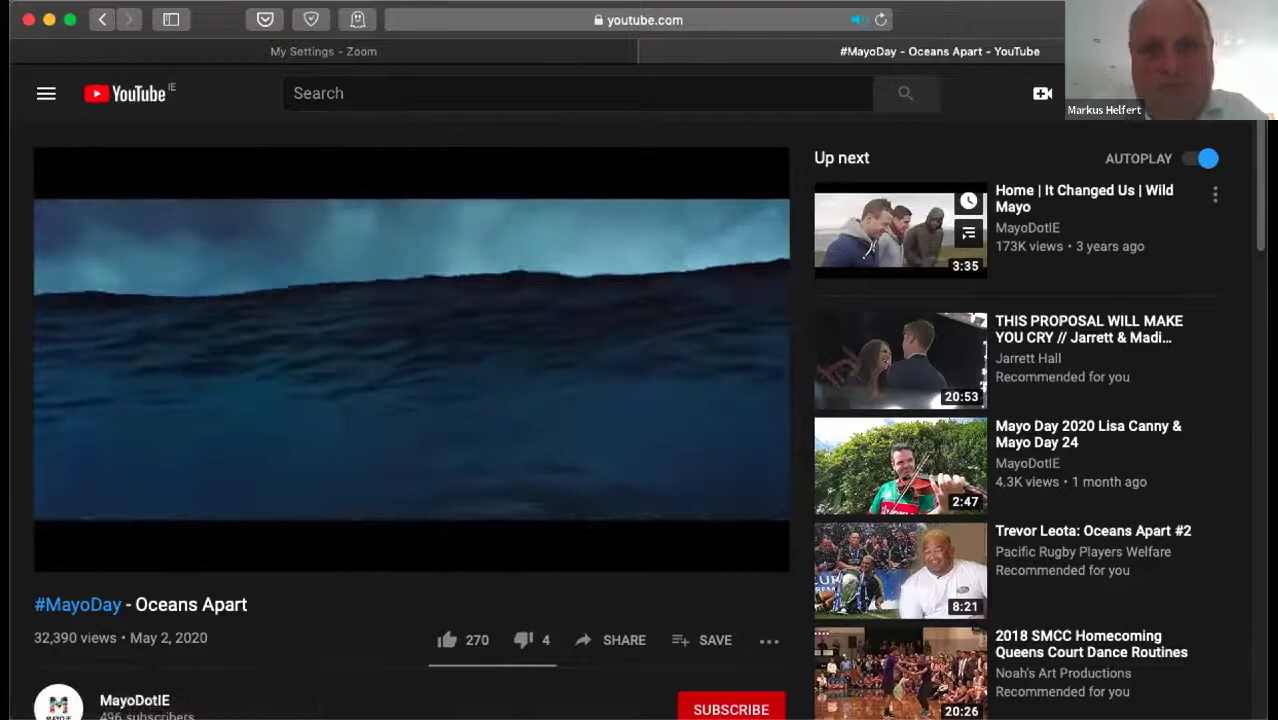 youtube.com
My Settings - Zoom
#MayoDay - Oceans Apart - YouTube
Markus Helfert
YouTube IE
Search
Up next
AUTOPLAY
Home | It Changed Us | Wild
Mayo
MayoDotIE
173K views • 3 years ago
3:35
THIS PROPOSAL WILL MAKE
YOU CRY // Jarrett & Madi...
Jarrett Hall
Recommended for you
20:53
Mayo Day 2020 Lisa Canny &
Mayo Day 24
MayoDotIE
4.3K views • 1 month ago
2:47
Trevor Leota: Oceans Apart #2
Pacific Rugby Players Welfare
Recommended for you
8:21
2018 SMCC Homecoming
Queens Court Dance Routines
Noah's Art Productions
Recommended for you
20:26
#MayoDay - Oceans Apart
32,390 views • May 2, 2020
270
4
SHARE
SAVE
MayoDotIE
496 subscribers
SUBSCRIBE